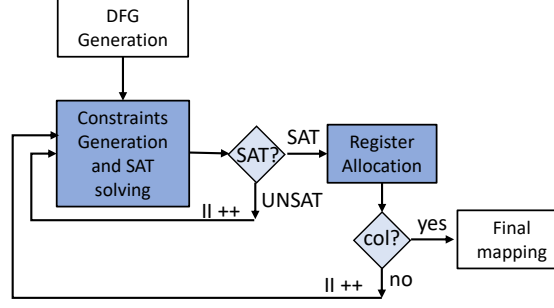 DFG
Generation
Constraints
Generation
and SAT
solving
SAT?
SAT
Register
Allocation
UNSAT
II ++
col?
yes
Final
mapping
no
II ++